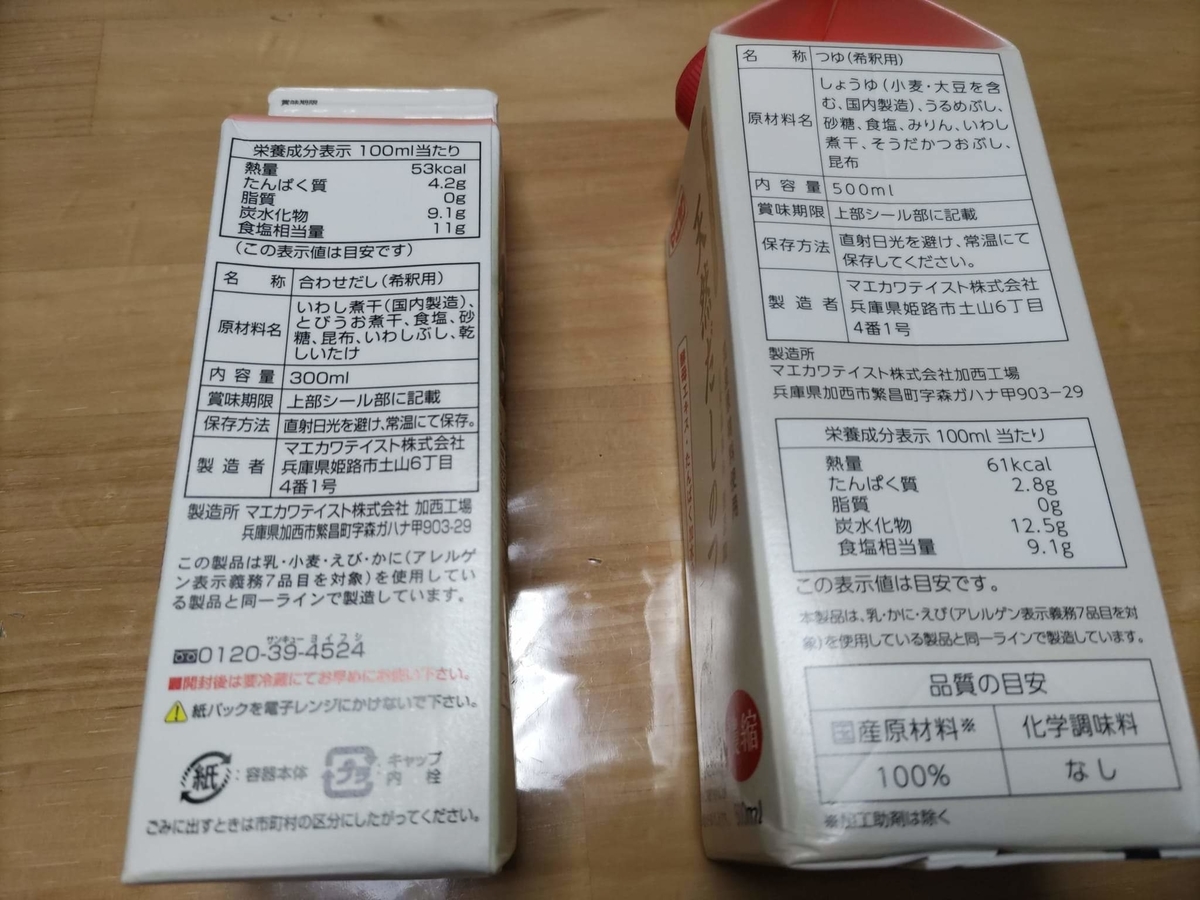 賞味期限
栄養成分表示 100ml当たり
熱量 53kcal
たんぱく質 4.2g
脂質 0g
炭水化物 9.1g
食塩相当量 11g
(この表示値は目安です)
名 称 合わせだし(希釈用)
原材料名 いわし煮干(国内製造)、
とびうお煮干、食塩、砂
糖、昆布、いわしぶし、乾
しいたけ
内容量 300ml
賞味期限 上部シール部に記載
保存方法 直射日光を避け、常温にて保存。
製造者 マエカワテイスト株式会社
兵庫県姫路市土山6丁目
4番1号
製造所 マエカワテイスト株式会社 加西工場
兵庫県加西市繁昌町字森ガハナ甲903-29
この製品は乳・小麦・えび・かに(アレルゲ
ン表示義務7品目を対象)を使用してい
る製品と同一ラインで製造しています。
サンキュー ヨイフシ
0120-39-4524
■開封後は要冷蔵にてお早めにお使い下さい。
紙パックを電子レンジにかけないで下さい。
紙:容器本体 プラ:キャップ
内 栓
ごみに出すときは市町村の区分にしたがってください。
名 称 つゆ(希釈用)
原材料名 しょうゆ(小麦・大豆を含
む、国内製造)、うるめぶし、
砂糖、食塩、みりん、いわし
煮干、そうだかつおぶし、
昆布
内容量 500ml
賞味期限 上部シール部に記載
保存方法 直射日光を避け、常温にて
保存してください。
製造者 マエカワテイスト株式会社
兵庫県姫路市土山6丁目
4番1号
製造所
マエカワテイスト株式会社加西工場
兵庫県加西市繁昌町字森ガハナ甲903-29
栄養成分表示 100ml 当たり
熱量 61kcal
たんぱく質 2.8g
脂質 0g
炭水化物 12.5g
食塩相当量 9.1g
この表示値は目安です。
本製品は、乳・かに・えび(アレルゲン表示義務7品目を対
象)を使用している製品と同一ラインで製造しています。
品質の目安
国産原材料※ 化学調味料
100% なし
※加工助剤は除く
天然だしのつ
縮